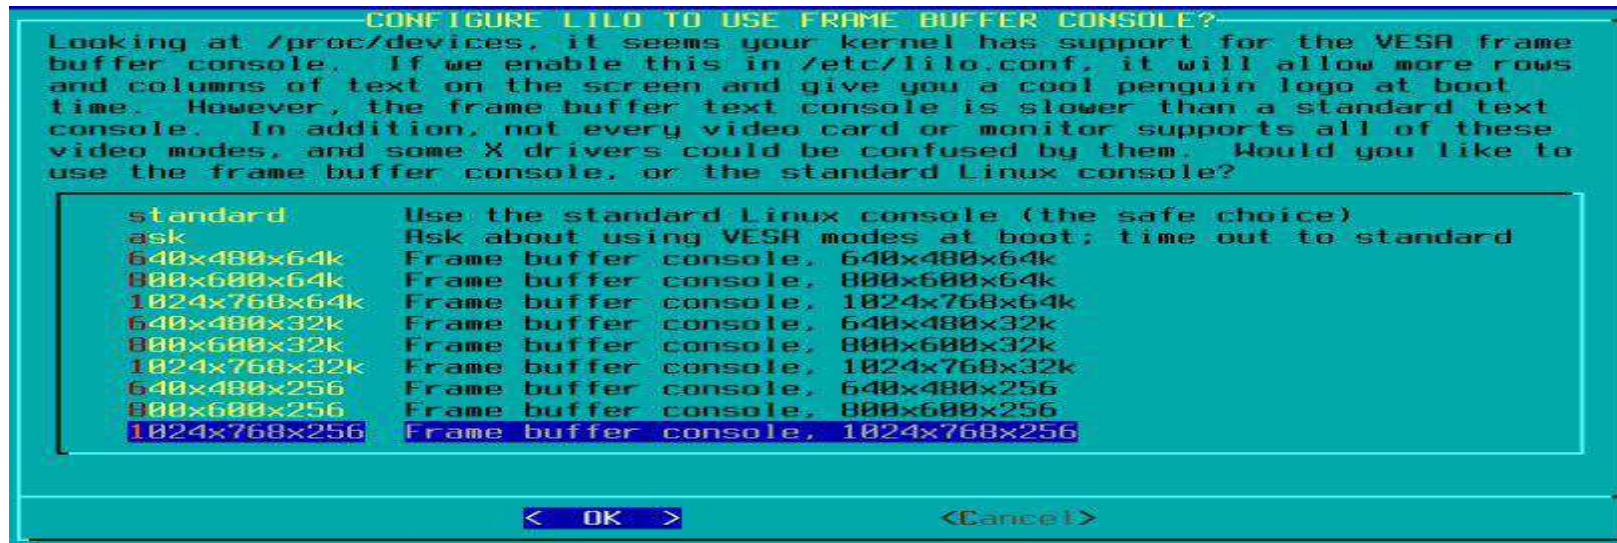 CONFIGURE LILO TO USE FRAME BUFFER CONSOLE?
Looking at /proc/devices, it seems your kernel has support for the VESA frame
buffer console.  If we enable this in /etc/lilo.conf, it will allow more rows
and columns of text on the screen and give you a cool penguin logo at boot
time.  However, the frame buffer text console is slower than a standard text
console.  In addition, not every video card or monitor supports all of these
video modes, and some X drivers could be confused by them.  Would you like to
use the frame buffer console, or the standard Linux console?
standard Use the standard Linux console (the safe choice)
ask Ask about using VESA modes at boot; time out to standard
640x480x64k Frame buffer console, 640x480x64k
800x600x64k Frame buffer console, 800x600x64k
1024x768x64k Frame buffer console, 1024x768x64k
640x480x32k Frame buffer console, 640x480x32k
800x600x32k Frame buffer console, 800x600x32k
1024x768x32k Frame buffer console, 1024x768x32k
640x480x256 Frame buffer console, 640x480x256
800x600x256 Frame buffer console, 800x600x256
1024x768x256 Frame buffer console, 1024x768x256
< OK > <Cancel>